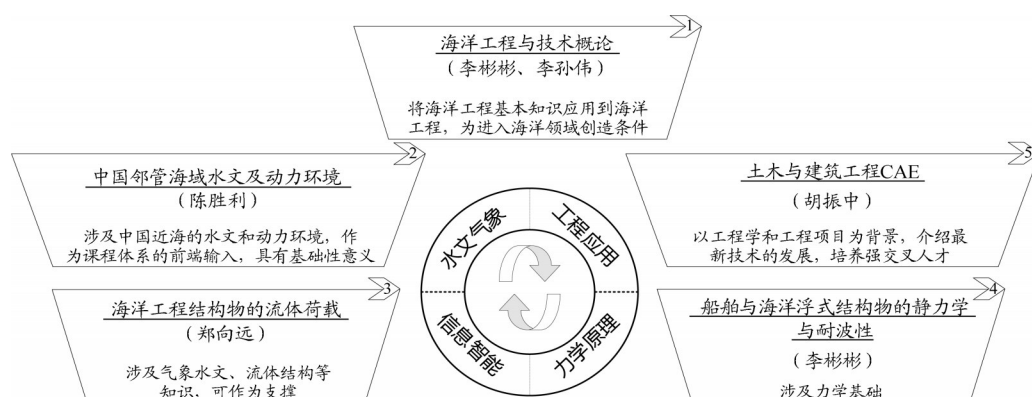 1
海洋工程与技术概论
(李彬彬、李孙伟)
将海洋工程基本知识应用到海洋
工程，为进入海洋领域创造条件
2
中国邻管海域水文及动力环境
(陈胜利)
涉及中国近海的水文和动力环境，作
为课程体系的前端输入，具有基础性意义
3
海洋工程结构物的流体荷载
(郑向远)
涉及气象水文、流体结构等
知识，可作为支撑
水文气象
工程应用
信息智能
力学原理
5
土木与建筑工程CAE
(胡振中)
以工程学和工程项目为背景，介绍最
新技术的发展，培养强交叉人才
4
船舶与海洋浮式结构物的静力学
与耐波性
(李彬彬)
涉及力学基础